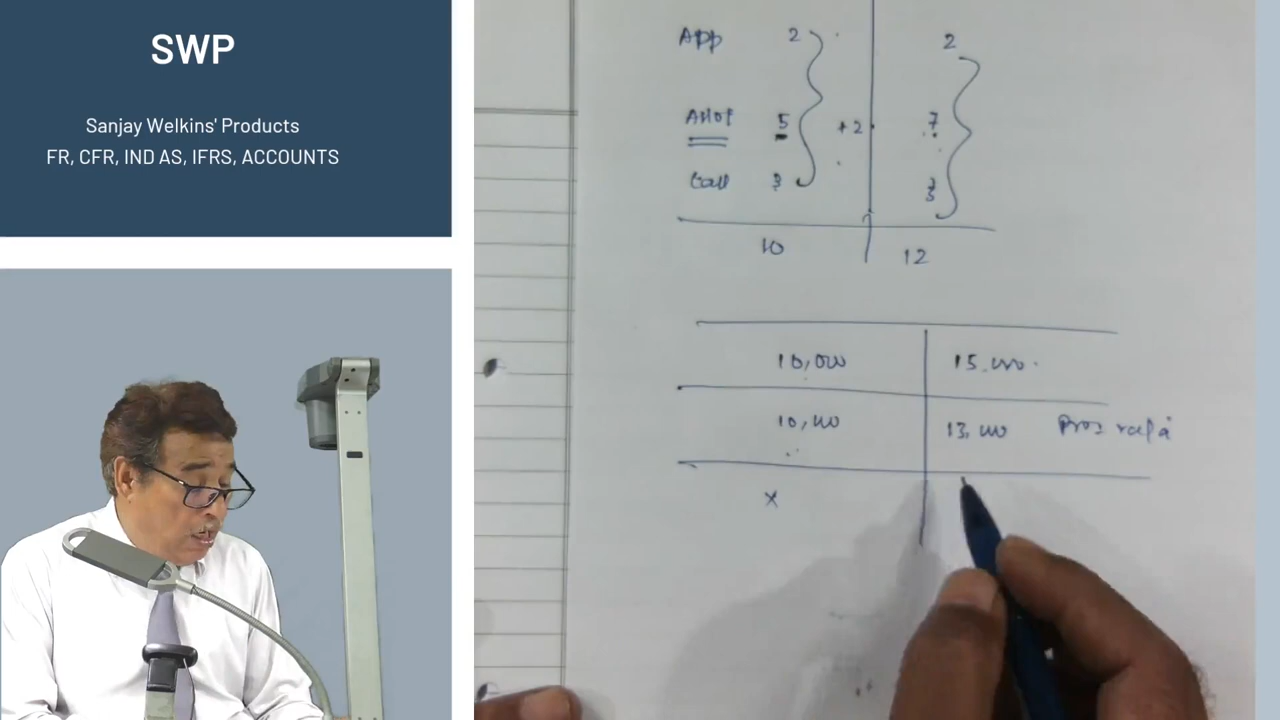 SWP
Sanjay Welkins' Products
FR, CFR, IND AS, IFRS, ACCOUNTS
App 2 2
Allot 5 +2 7
Call 3 3
10 12
10,000 15,000
10,000 13,000 Pro rata
x